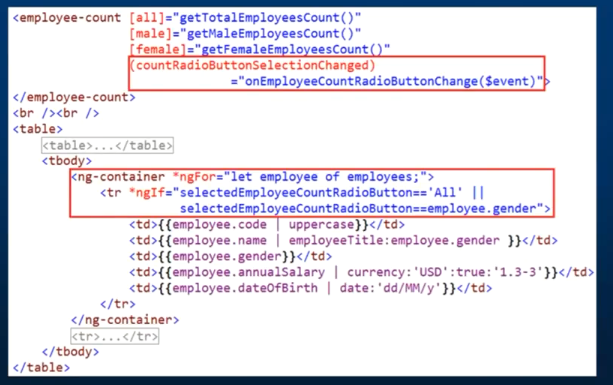 <employee-count [all]="getTotalEmployeesCount()"
[male]="getMaleEmployeesCount()"
[female]="getFemaleEmployeesCount()"
(countRadioButtonSelectionChanged)
="onEmployeeCountRadioButtonChange($event)">
</employee-count>
<br /><br />
<table>
<table>...</table>
<tbody>
<ng-container *ngFor="let employee of employees;">
<tr *ngIf="selectedEmployeeCountRadioButton=='All' ||
selectedEmployeeCountRadioButton==employee.gender">
<td>{{employee.code | uppercase}}</td>
<td>{{employee.name | employeeTitle:employee.gender }}</td>
<td>{{employee.gender}}</td>
<td>{{employee.annualSalary | currency:'USD':true:'1.3-3'}}</td>
<td>{{employee.dateOfBirth | date:'dd/MM/y'}}</td>
</tr>
</ng-container>
<tr>...</tr>
</tbody>
</table>